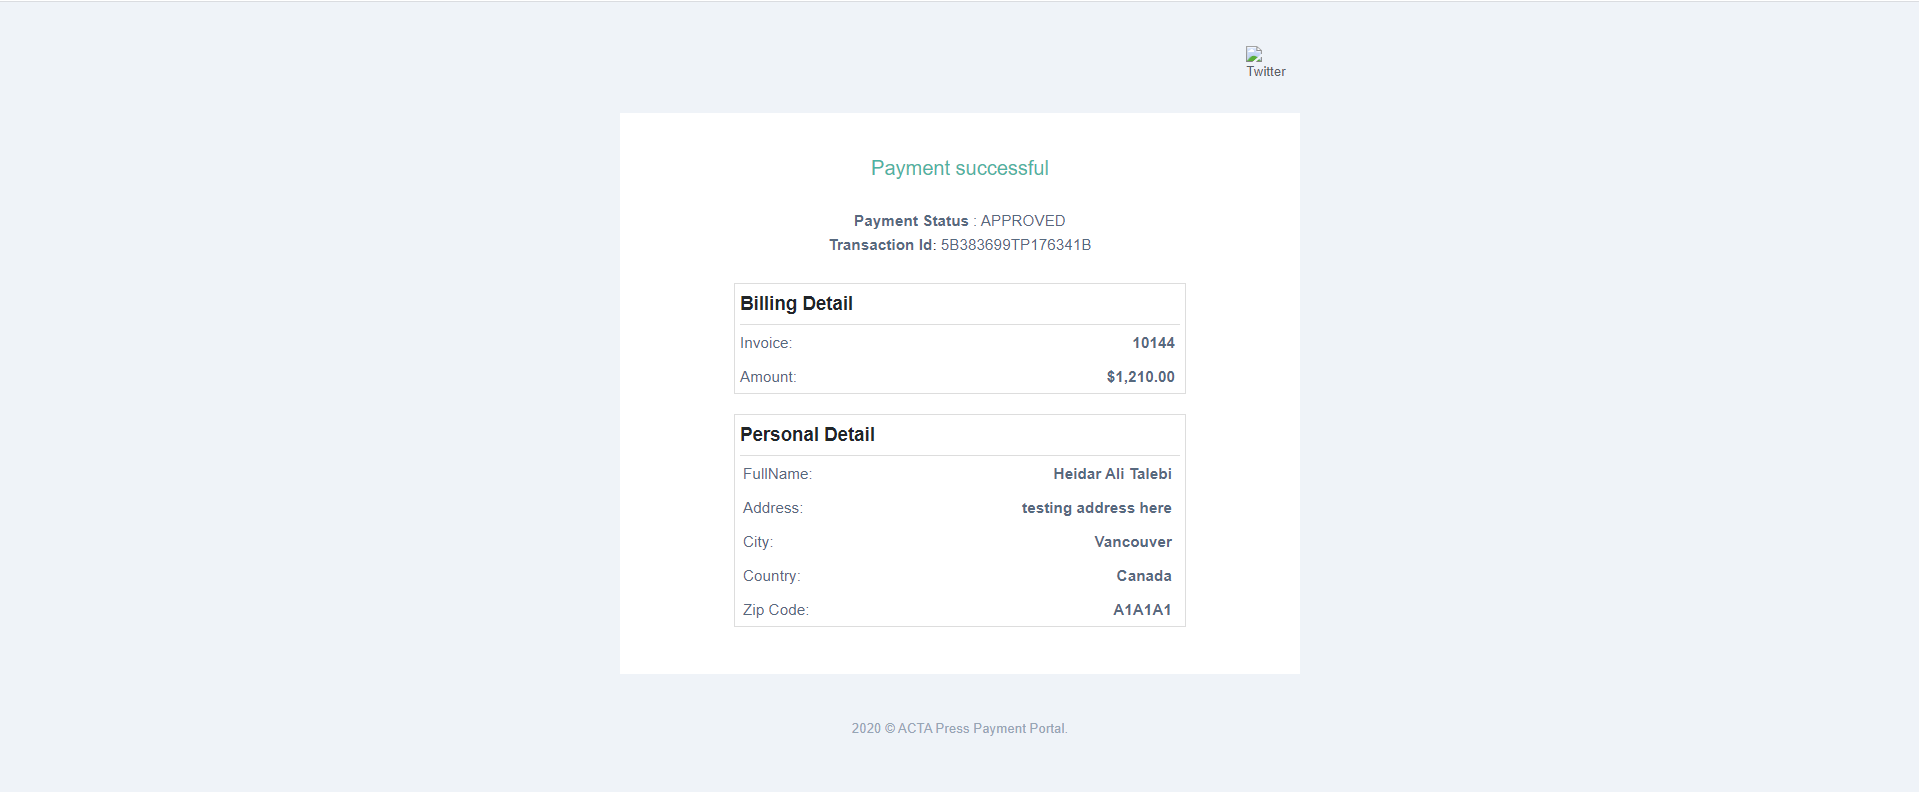 Twitter
Payment successful
Payment Status : APPROVED
Transaction Id: 5B383699TP176341B
Billing Detail
Invoice: 10144
Amount: $1,210.00
Personal Detail
FullName: Heidar Ali Talebi
Address: testing address here
City: Vancouver
Country: Canada
Zip Code: A1A1A1
2020 © ACTA Press Payment Portal.